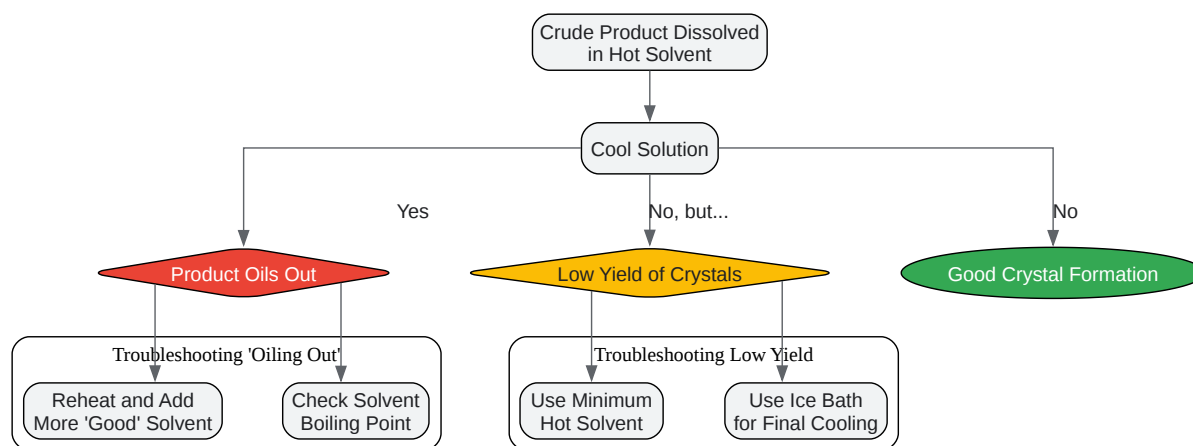 Crude Product Dissolved
in Hot Solvent
Cool Solution
Yes
No, but...
No
Product Oils Out
Low Yield of Crystals
Good Crystal Formation
Troubleshooting 'Oiling Out'
Troubleshooting Low Yield
Reheat and Add
More 'Good' Solvent
Check Solvent
Boiling Point
Use Minimum
Hot Solvent
Use Ice Bath
for Final Cooling